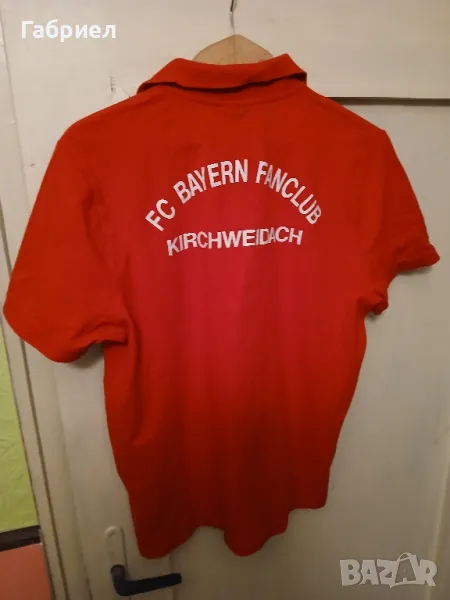 Габриел
FC BAYERN FANCLUB
KIRCHWEIDACH
BAZAR